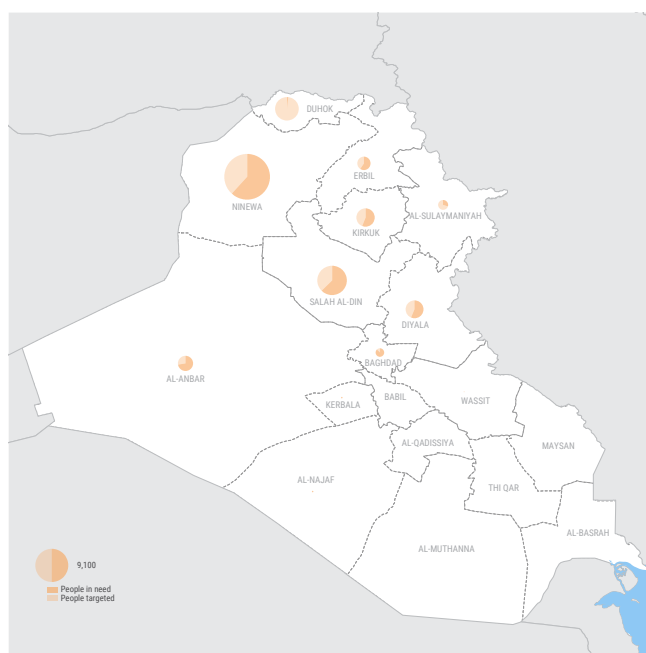 DUHOK
ERBIL
NINEWA
AL-SULAYMANIYAH
KIRKUK
SALAH AL-DIN
DIYALA
BAGHDAD
AL-ANBAR
BABIL
WASSIT
KERBALA
AL-QADISSIYA
MAYSAN
AL-NAJAF
THI QAR
AL-BASRAH
AL-MUTHANNA
9,100
People in need
People targeted